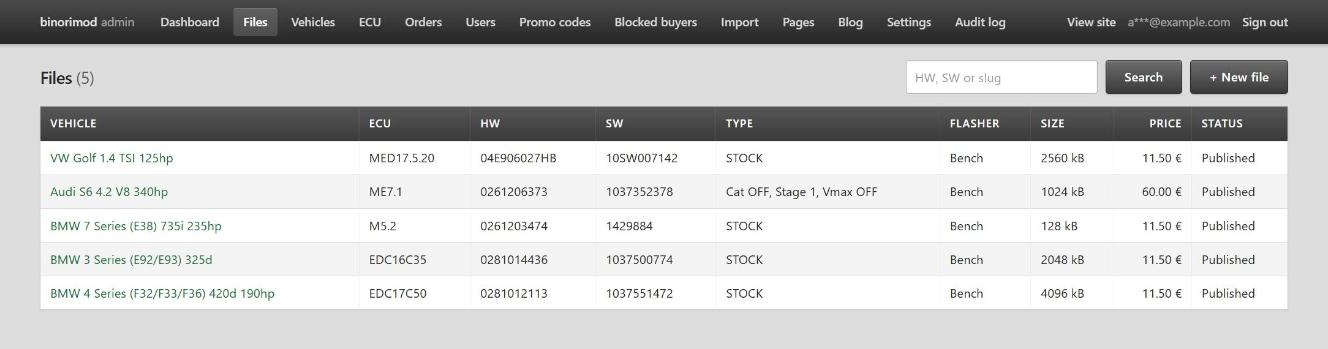 binorimod admin Dashboard Files Vehicles ECU Orders Users Promo codes Blocked buyers Import Pages Blog Settings Audit log View site a***@example.com Sign out
Files (5) HW, SW or slug Search + New file
VEHICLE ECU HW SW TYPE FLASHER SIZE PRICE STATUS
VW Golf 1.4 TSI 125hp MED17.5.20 04E906027HB 10SW007142 STOCK Bench 2560 kB 11.50 € Published
Audi S6 4.2 V8 340hp ME7.1 0261206373 1037352378 Cat OFF, Stage 1, Vmax OFF Bench 1024 kB 60.00 € Published
BMW 7 Series (E38) 735i 235hp M5.2 0261203474 1429884 STOCK Bench 128 kB 11.50 € Published
BMW 3 Series (E92/E93) 325d EDC16C35 0281014436 1037500774 STOCK Bench 2048 kB 11.50 € Published
BMW 4 Series (F32/F33/F36) 420d 190hp EDC17C50 0281012113 1037551472 STOCK Bench 4096 kB 11.50 € Published